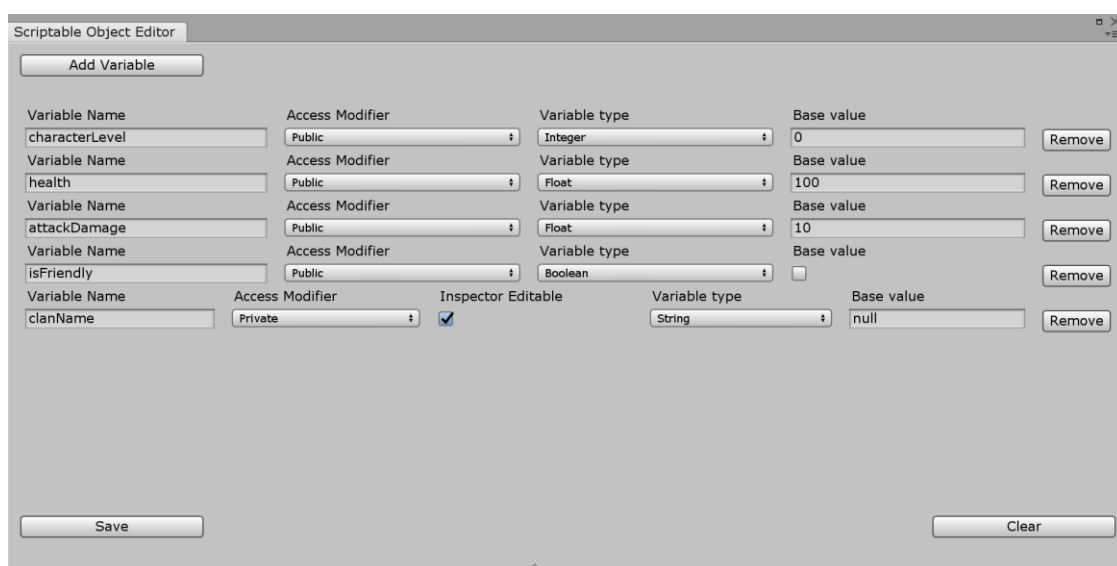 Scriptable Object Editor
Add Variable
Variable Name Access Modifier Variable type Base value
characterLevel Public Integer 0 Remove
Variable Name Access Modifier Variable type Base value
health Public Float 100 Remove
Variable Name Access Modifier Variable type Base value
attackDamage Public Float 10 Remove
Variable Name Access Modifier Variable type Base value
isFriendly Public Boolean Remove
Variable Name Access Modifier Inspector Editable Variable type Base value
clanName Private String null Remove
Save Clear